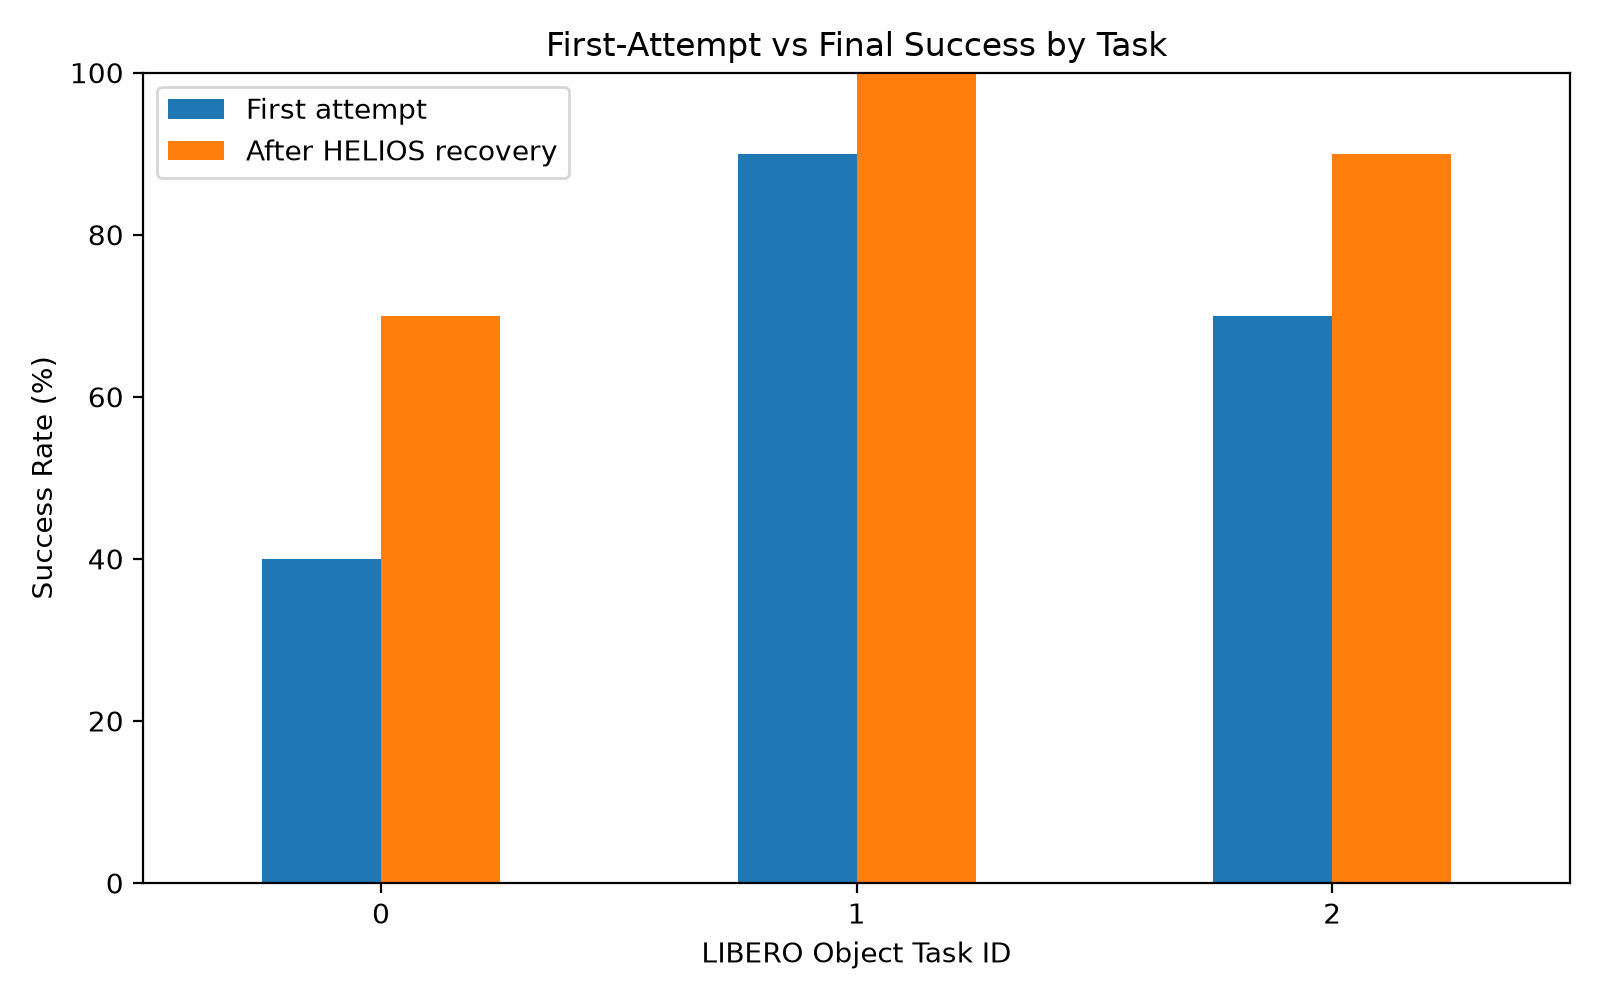 First-Attempt vs Final Success by Task
First attempt
After HELIOS recovery
Success Rate (%)
100
80
60
40
20
0
0 1 2
LIBERO Object Task ID